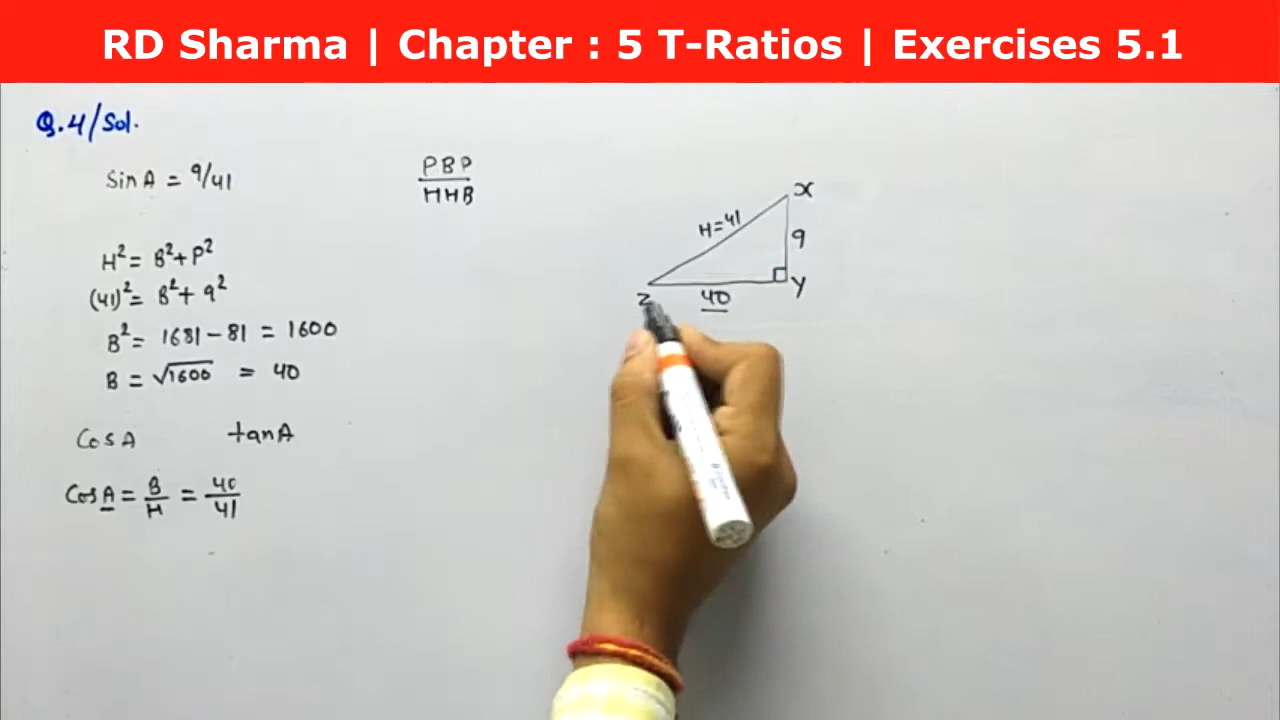 RD Sharma | Chapter : 5 T-Ratios | Exercises 5.1
Q.4/Sol.
Sin A = 9/41
PBP
HHB
H² = B² + P²
(41)² = B² + 9²
B² = 1681 - 81 = 1600
B = √1600 = 40
Cos A tan A
Cos A = B/H = 40/41
x
H = 41
9
y
z
40